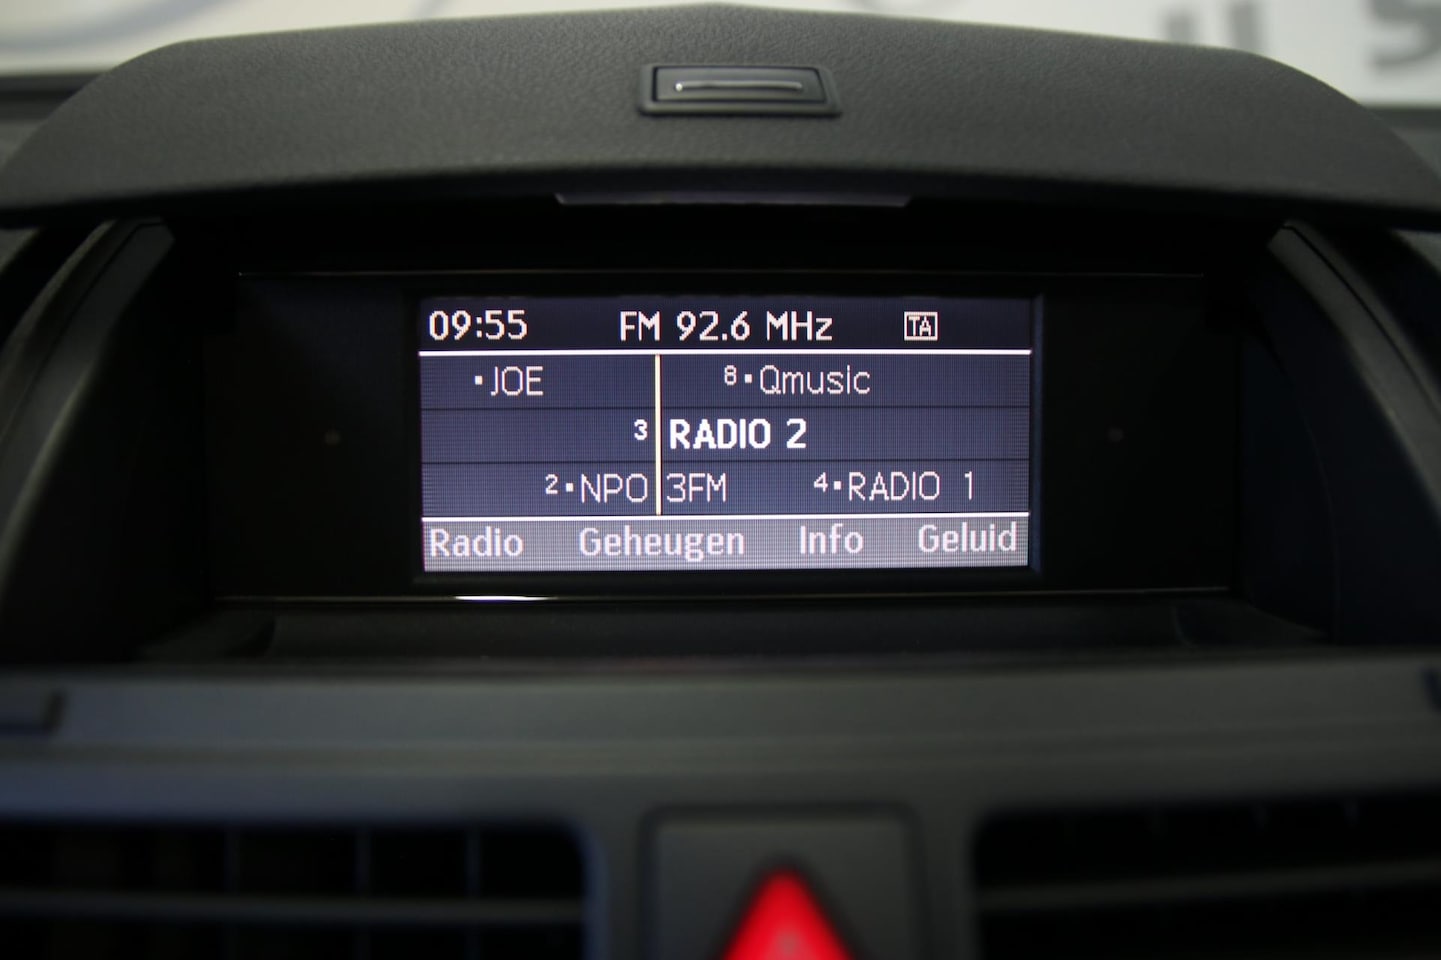 09:55 FM 92.6 MHz TA
▪JOE 8▪Qmusic
3 RADIO 2
2▪NPO 3FM 4▪RADIO 1
Radio Geheugen Info Geluid